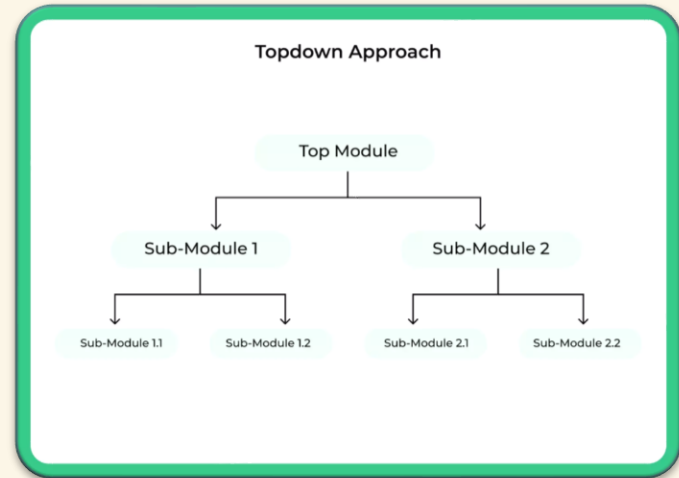 Topdown Approach
Top Module
Sub-Module 1
Sub-Module 2
Sub-Module 1.1
Sub-Module 1.2
Sub-Module 2.1
Sub-Module 2.2